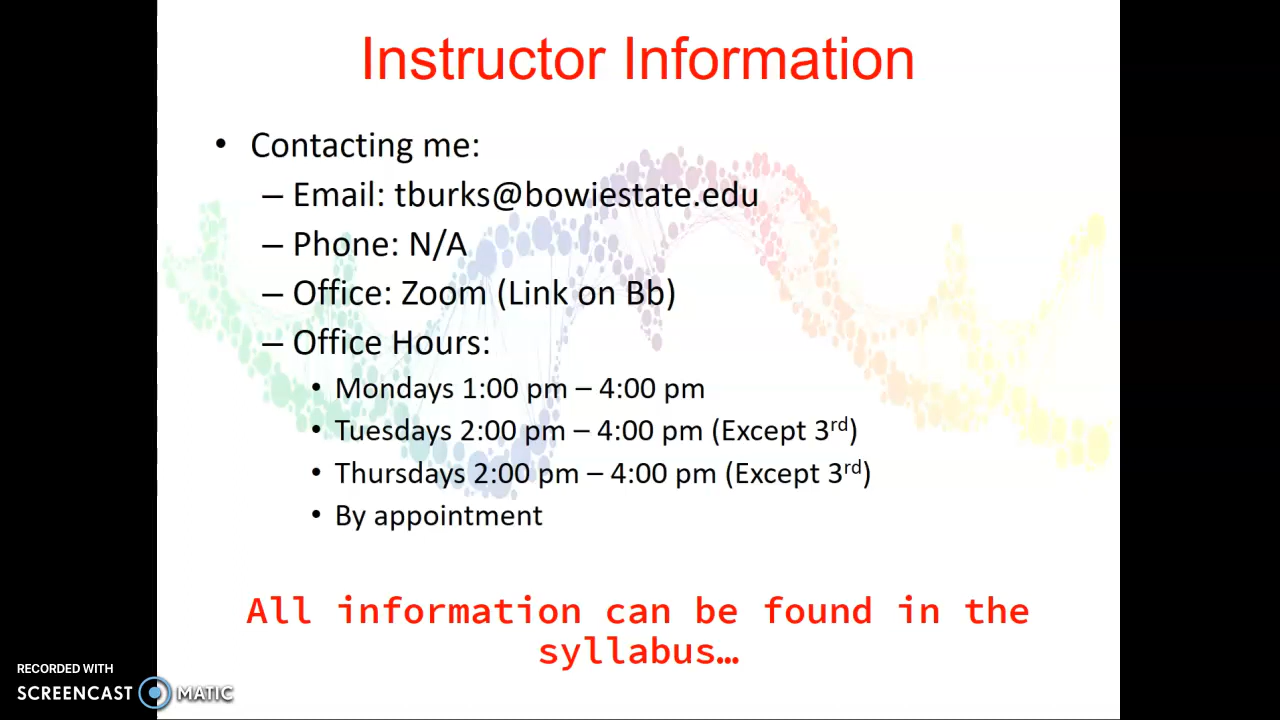 Instructor Information
• Contacting me:
– Email: tburks@bowiestate.edu
– Phone: N/A
– Office: Zoom (Link on Bb)
– Office Hours:
• Mondays 1:00 pm – 4:00 pm
• Tuesdays 2:00 pm – 4:00 pm (Except 3rd)
• Thursdays 2:00 pm – 4:00 pm (Except 3rd)
• By appointment
All information can be found in the
syllabus…
RECORDED WITH
SCREENCAST MATIC